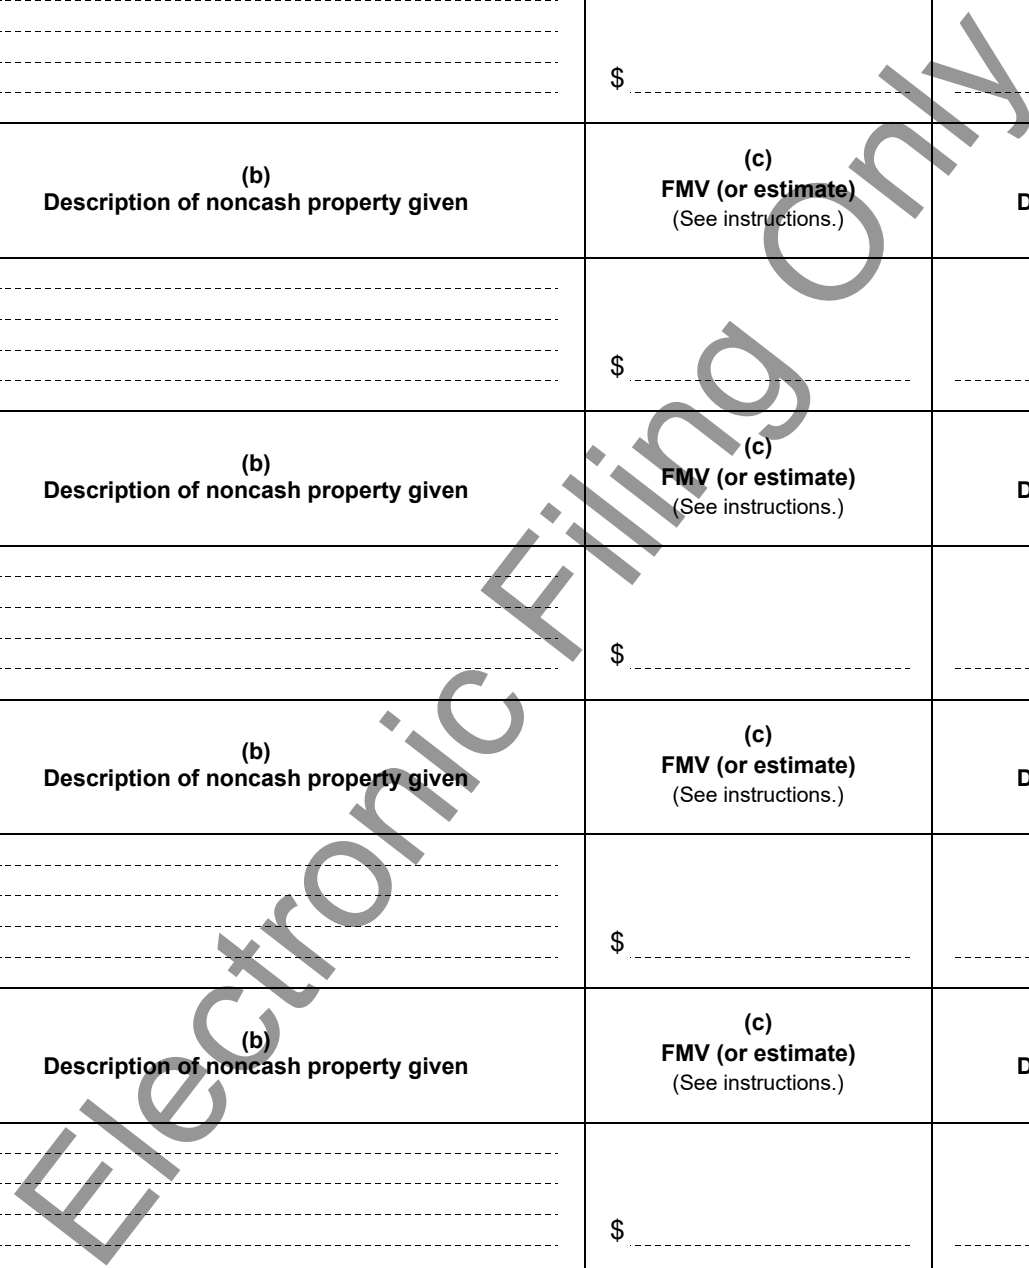 $
(b)
Description of noncash property given
(c)
FMV (or estimate)
(See instructions.)
D
$
(b)
Description of noncash property given
(c)
FMV (or estimate)
(See instructions.)
D
$
(b)
Description of noncash property given
(c)
FMV (or estimate)
(See instructions.)
D
$
(b)
Description of noncash property given
(c)
FMV (or estimate)
(See instructions.)
D
$
Electronic Filing Only